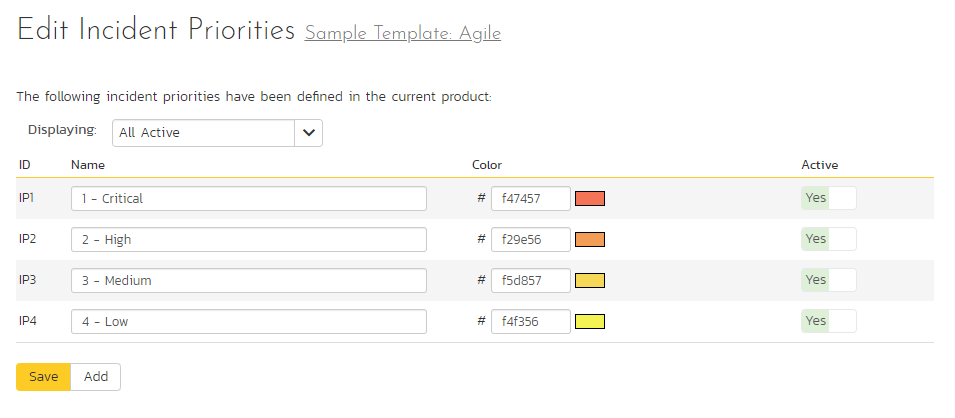 Edit Incident Priorities Sample Template: Agile
The following incident priorities have been defined in the current product:
Displaying: All Active
ID Name Color Active
IP1 1 - Critical # f47457 Yes
IP2 2 - High # f29e56 Yes
IP3 3 - Medium # f5d857 Yes
IP4 4 - Low # f4f356 Yes
Save Add